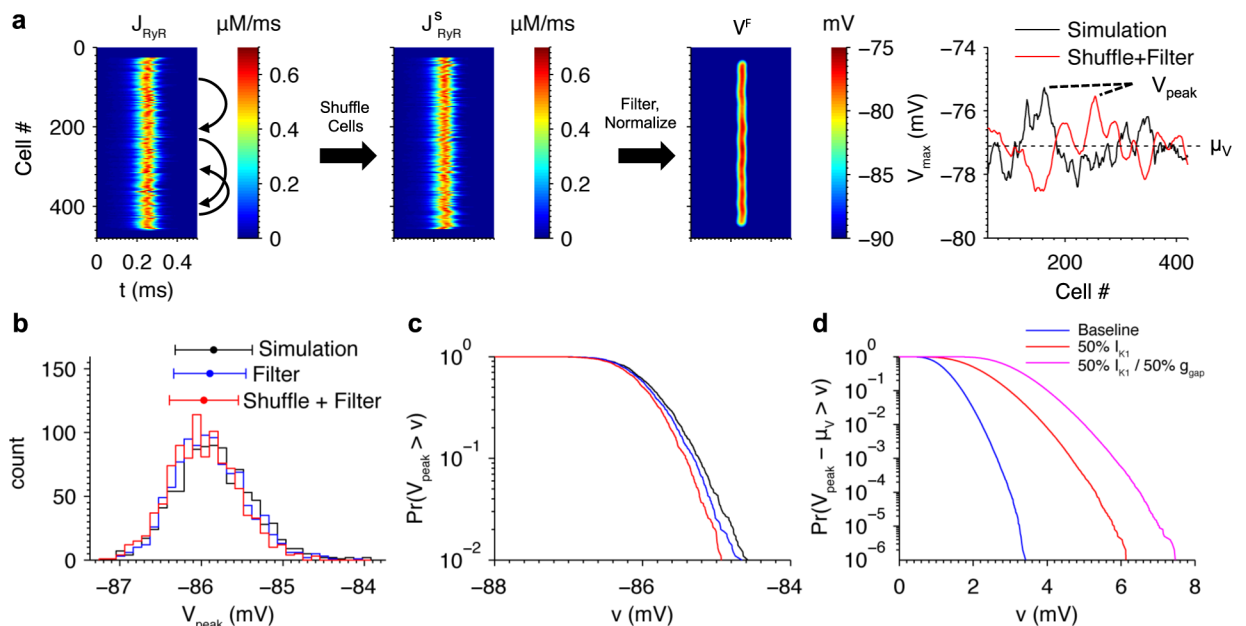 a
J_RyR
μM/ms
0
200
400
Cell #
0 0.2 0.4
t (ms)
0.6
0.4
0.2
0
Shuffle
Cells
J^S_RyR
μM/ms
0.6
0.4
0.2
0
Filter,
Normalize
V^F
mV
−75
−80
−85
−90
Simulation
Shuffle+Filter
V_peak
μ_V
V_max (mV)
−74
−76
−78
−80
200 400
Cell #
b
Simulation
Filter
Shuffle + Filter
count
150
100
50
0
−87 −86 −85 −84
V_peak (mV)
c
Pr(V_peak > v)
10^0
10^−1
10^−2
−88 −86 −84
v (mV)
d
Baseline
50% I_K1
50% I_K1 / 50% g_gap
Pr(V_peak − μ_V > v)
10^0
10^−1
10^−2
10^−3
10^−4
10^−5
10^−6
0 2 4 6 8
v (mV)